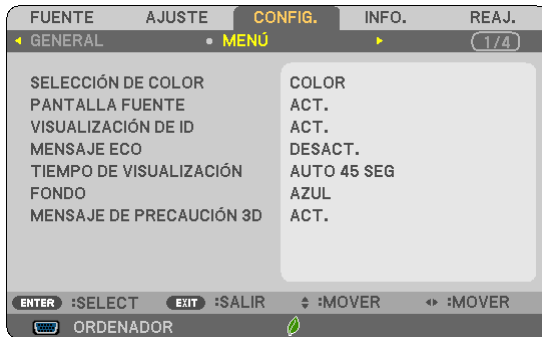 FUENTE AJUSTE CONFIG. INFO. REAJ.
GENERAL MENÚ 1/4
SELECCIÓN DE COLOR COLOR
PANTALLA FUENTE ACT.
VISUALIZACIÓN DE ID ACT.
MENSAJE ECO DESACT.
TIEMPO DE VISUALIZACIÓN AUTO 45 SEG
FONDO AZUL
MENSAJE DE PRECAUCIÓN 3D ACT.
ENTER :SELECT EXIT :SALIR :MOVER :MOVER
ORDENADOR